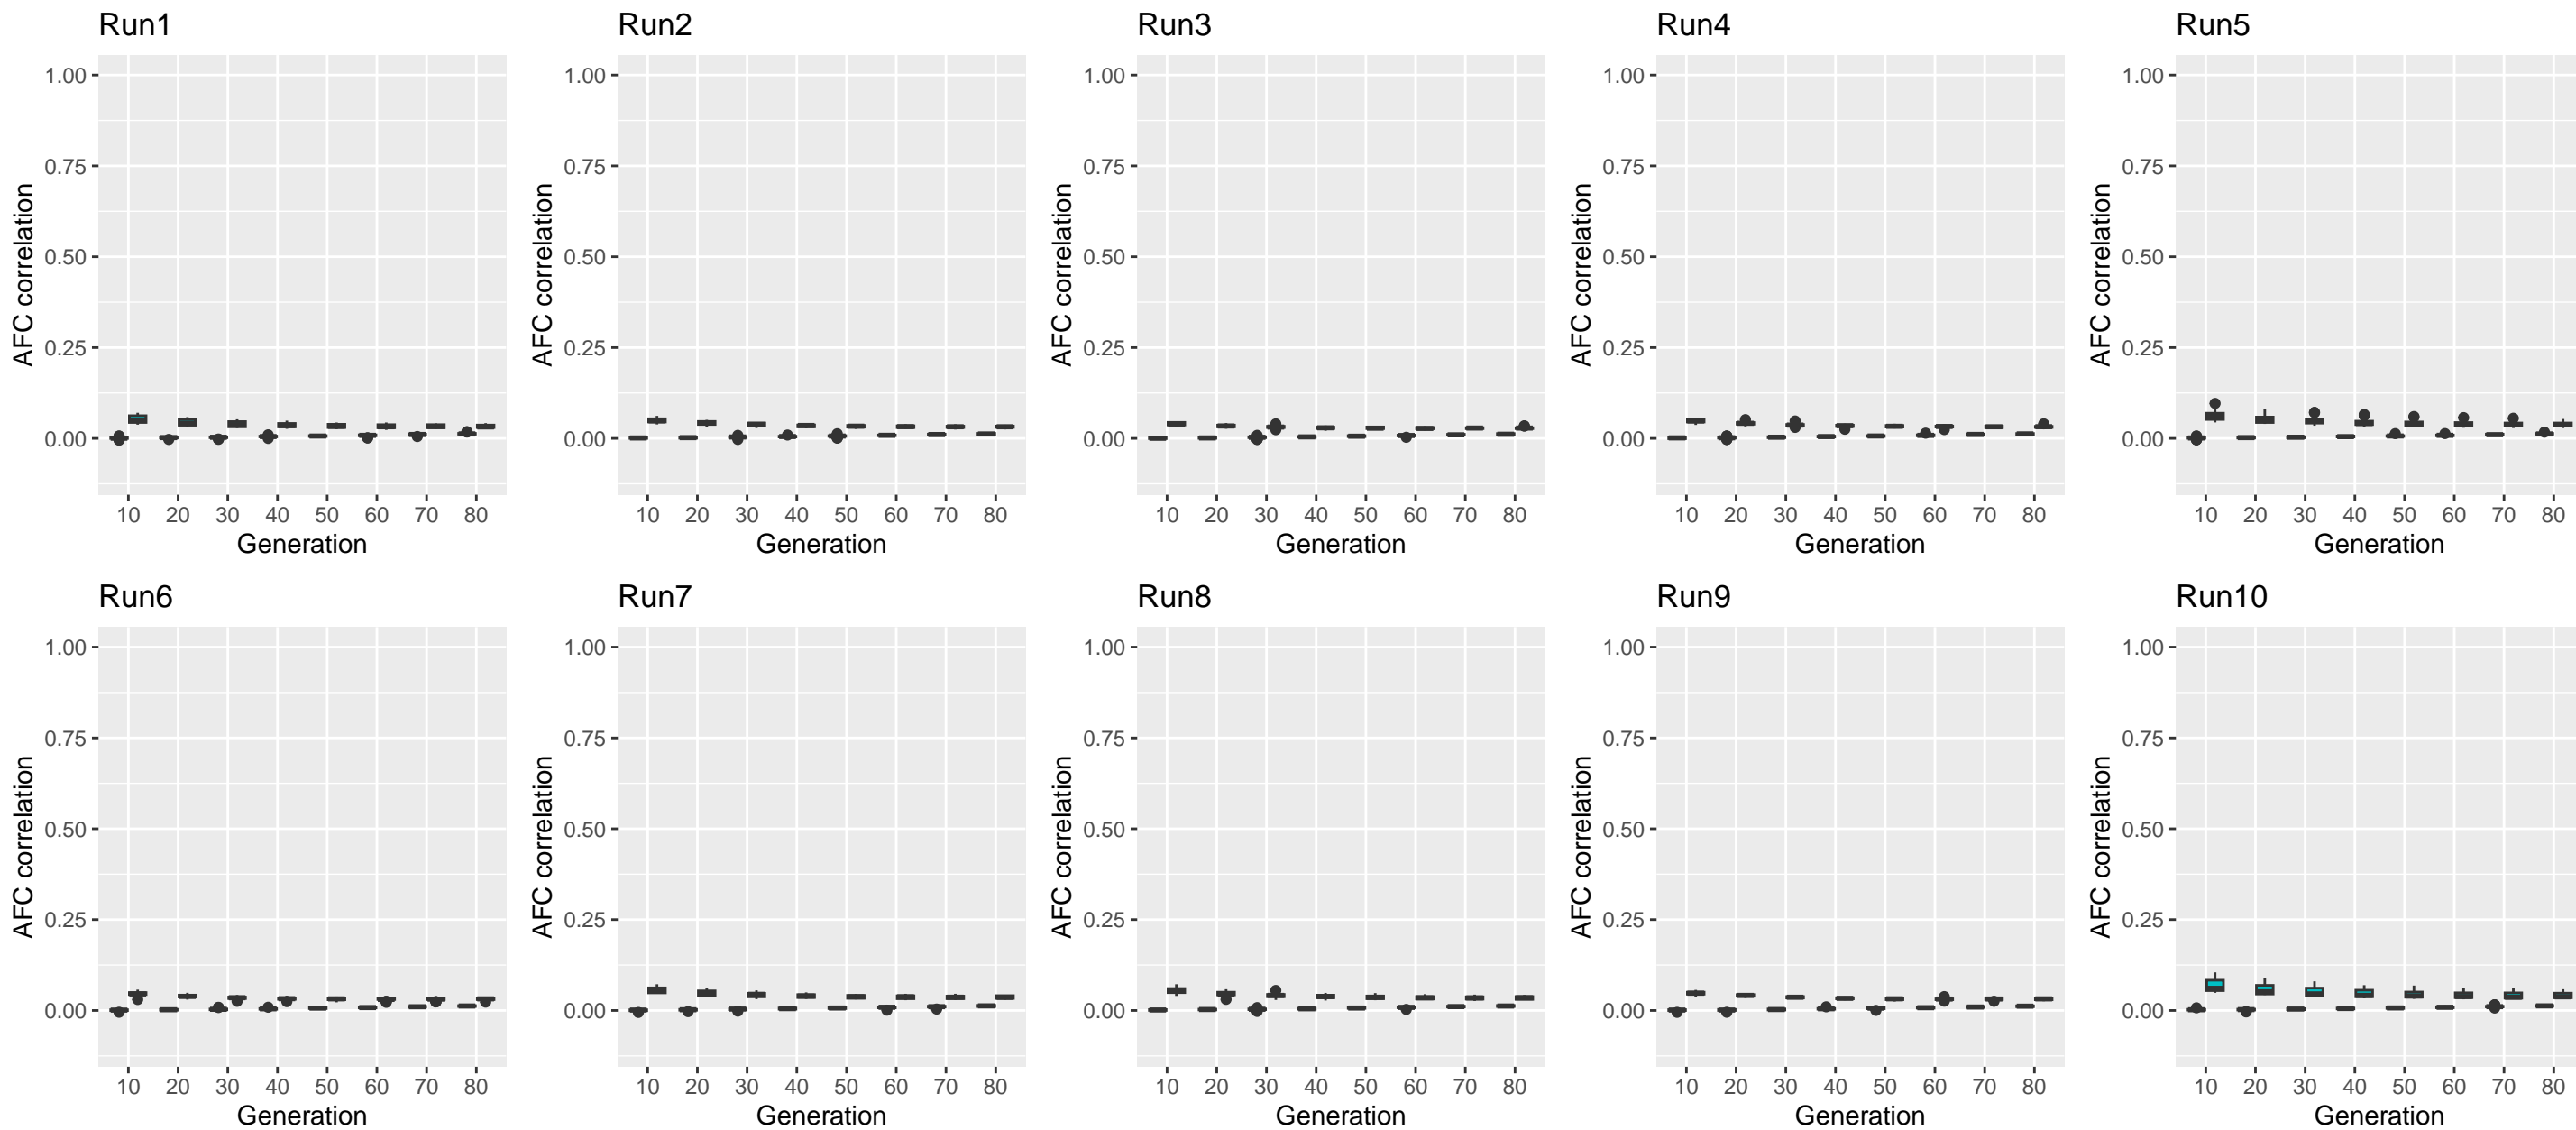 Run1 Run2 Run3 Run4 Run5
1.00 1.00 1.00 1.00 1.00
0.75 0.75 0.75 0.75 0.75
0.50 0.50 0.50 0.50 0.50
0.25 0.25 0.25 0.25 0.25
0.00 0.00 0.00 0.00 0.00
AFC correlation AFC correlation AFC correlation AFC correlation AFC correlation
10 20 30 40 50 60 70 80 10 20 30 40 50 60 70 80 10 20 30 40 50 60 70 80 10 20 30 40 50 60 70 80 10 20 30 40 50 60 70 80
Generation Generation Generation Generation Generation
Run6 Run7 Run8 Run9 Run10
1.00 1.00 1.00 1.00 1.00
0.75 0.75 0.75 0.75 0.75
0.50 0.50 0.50 0.50 0.50
0.25 0.25 0.25 0.25 0.25
0.00 0.00 0.00 0.00 0.00
AFC correlation AFC correlation AFC correlation AFC correlation AFC correlation
10 20 30 40 50 60 70 80 10 20 30 40 50 60 70 80 10 20 30 40 50 60 70 80 10 20 30 40 50 60 70 80 10 20 30 40 50 60 70 80
Generation Generation Generation Generation Generation